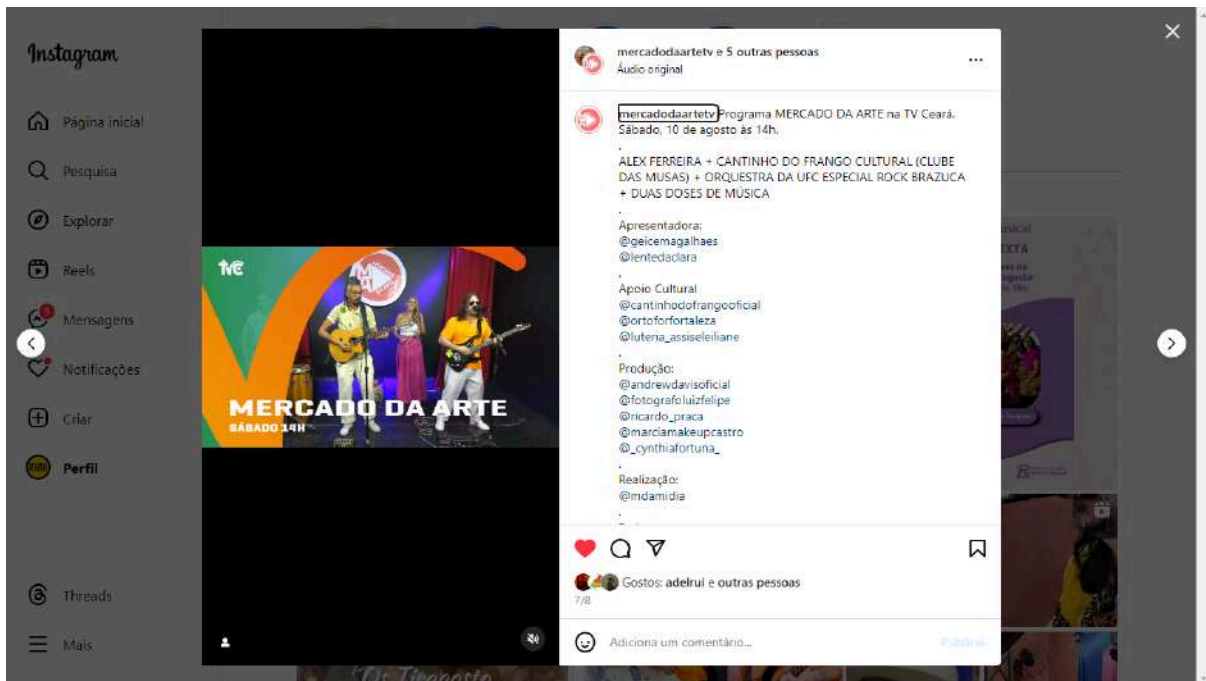 Instagram
Página inicial
Pesquisa
Explorar
Reels
Mensagens
Notificações
Criar
Perfil
Threads
Mais
tvc
MERCADO DA ARTE
SÁBADO 14H
mercadodaartetv e 5 outras pessoas
Áudio original
mercadodaartetv Programa MERCADO DA ARTE na TV Ceará.
Sábado, 10 de agosto às 14h.
.
ALEX FERREIRA + CANTINHO DO FRANGO CULTURAL (CLUBE
DAS MUSAS) + ORQUESTRA DA UFC ESPECIAL ROCK BRAZUCA
+ DUAS DOSES DE MÚSICA
.
Apresentadora:
@geicemagalhaes
@lentedaclara
.
Apoio Cultural
@cantinhodofrangooficial
@ortoforfortaleza
@luteria_assiseleiliane
.
Produção:
@andrewdavisoficial
@fotografoluizfelipe
@ricardo_praca
@marciamakeupcastro
@_cynthiafortuna_
.
Realização:
@mdamidia
.
Gostos: adelrui e outras pessoas
7/8
Adiciona um comentário...
Publicar
EXTA